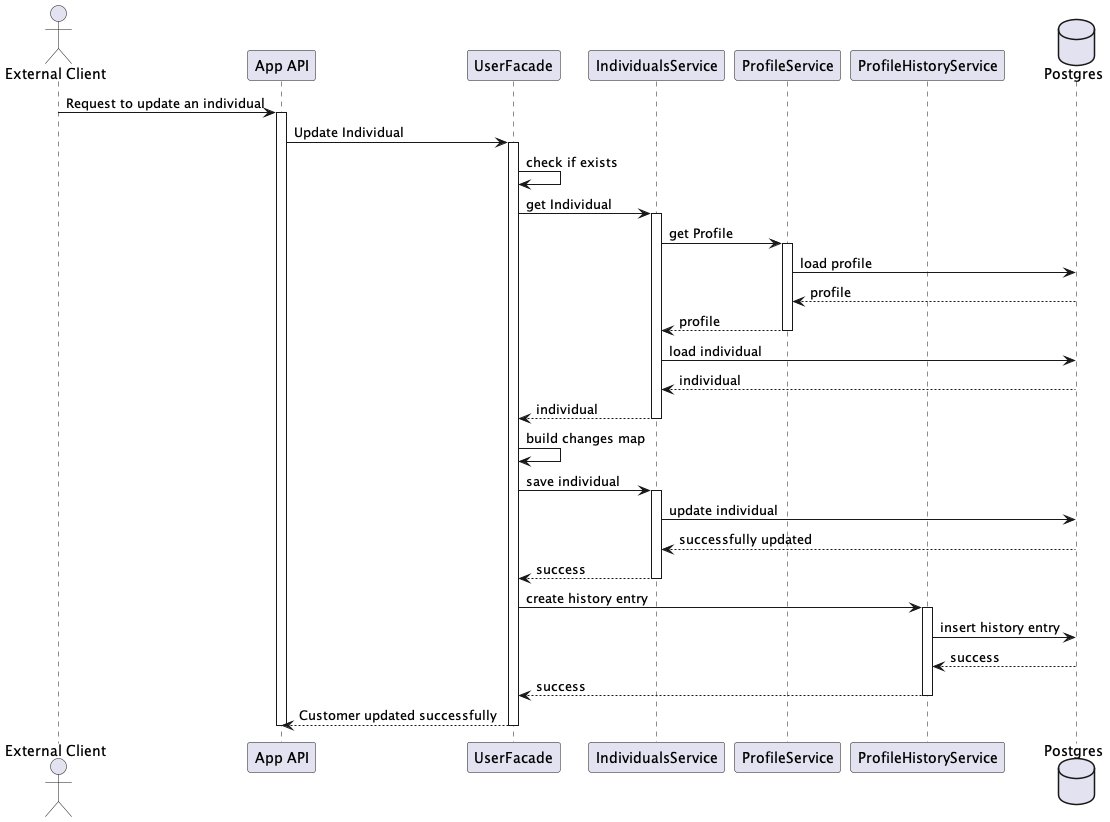 External Client
App API
UserFacade
IndividualsService
ProfileService
ProfileHistoryService
Postgres
Request to update an individual
Update Individual
check if exists
get Individual
get Profile
load profile
profile
profile
load individual
individual
individual
build changes map
save individual
update individual
successfully updated
success
create history entry
insert history entry
success
success
Customer updated successfully
External Client
App API
UserFacade
IndividualsService
ProfileService
ProfileHistoryService
Postgres